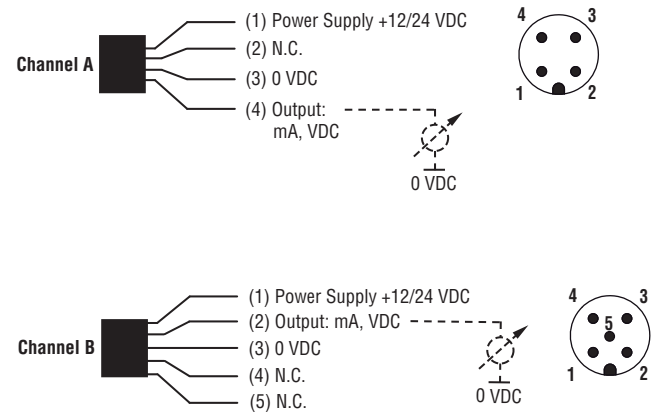 (1) Power Supply +12/24 VDC
(2) N.C.
Channel A
(3) 0 VDC
(4) Output:
mA, VDC
0 VDC
4 3
1 2
(1) Power Supply +12/24 VDC
(2) Output: mA, VDC
Channel B
(3) 0 VDC
(4) N.C.
(5) N.C.
0 VDC
4 3
5
1 2